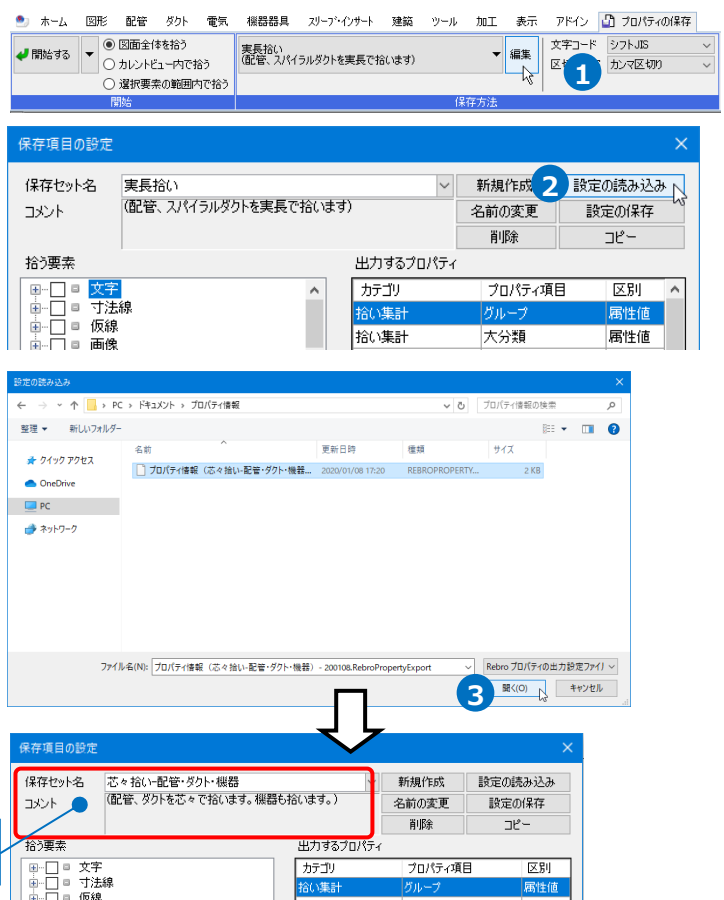 ホーム 図形 配管 ダクト 電気 機器器具 スリーブ・インサート 建築 ツール 加工 表示 アドイン プロパティの保存
開始する
図面全体を拾う
カレントビュー内で拾う
選択要素の範囲内で拾う
開始
実長拾い
(配管、スパイラルダクトを実長で拾います)
編集
文字コード シフトJIS
カンマ区切り
1
保存方法
保存項目の設定
保存セット名 実長拾い 新規作成 2 設定の読み込み
コメント (配管、スパイラルダクトを実長で拾います) 名前の変更 設定の保存
削除 コピー
拾う要素 出力するプロパティ
文字
寸法線
仮線
画像
カテゴリ プロパティ項目 区別
拾い集計 グループ 属性値
拾い集計 大分類 属性値
設定の読み込み
PC › ドキュメント › プロパティ情報 プロパティ情報の検索
整理 新しいフォルダー
名前 更新日時 種類 サイズ
クイック アクセス
OneDrive
PC
ネットワーク
プロパティ情報（芯々拾い-配管・ダクト・機器... 2020/01/08 17:20 REBROPROPERTY... 2 KB
ファイル名(N): プロパティ情報（芯々拾い-配管・ダクト・機器）- 200108.RebroPropertyExport Rebro プロパティの出力設定ファイル
3 開く(O) キャンセル
保存項目の設定
保存セット名 芯々拾い-配管・ダクト・機器 新規作成 設定の読み込み
コメント (配管、ダクトを芯々で拾います。機器も拾います。) 名前の変更 設定の保存
削除 コピー
拾う要素 出力するプロパティ
文字
寸法線
仮線
カテゴリ プロパティ項目 区別
拾い集計 グループ 属性値